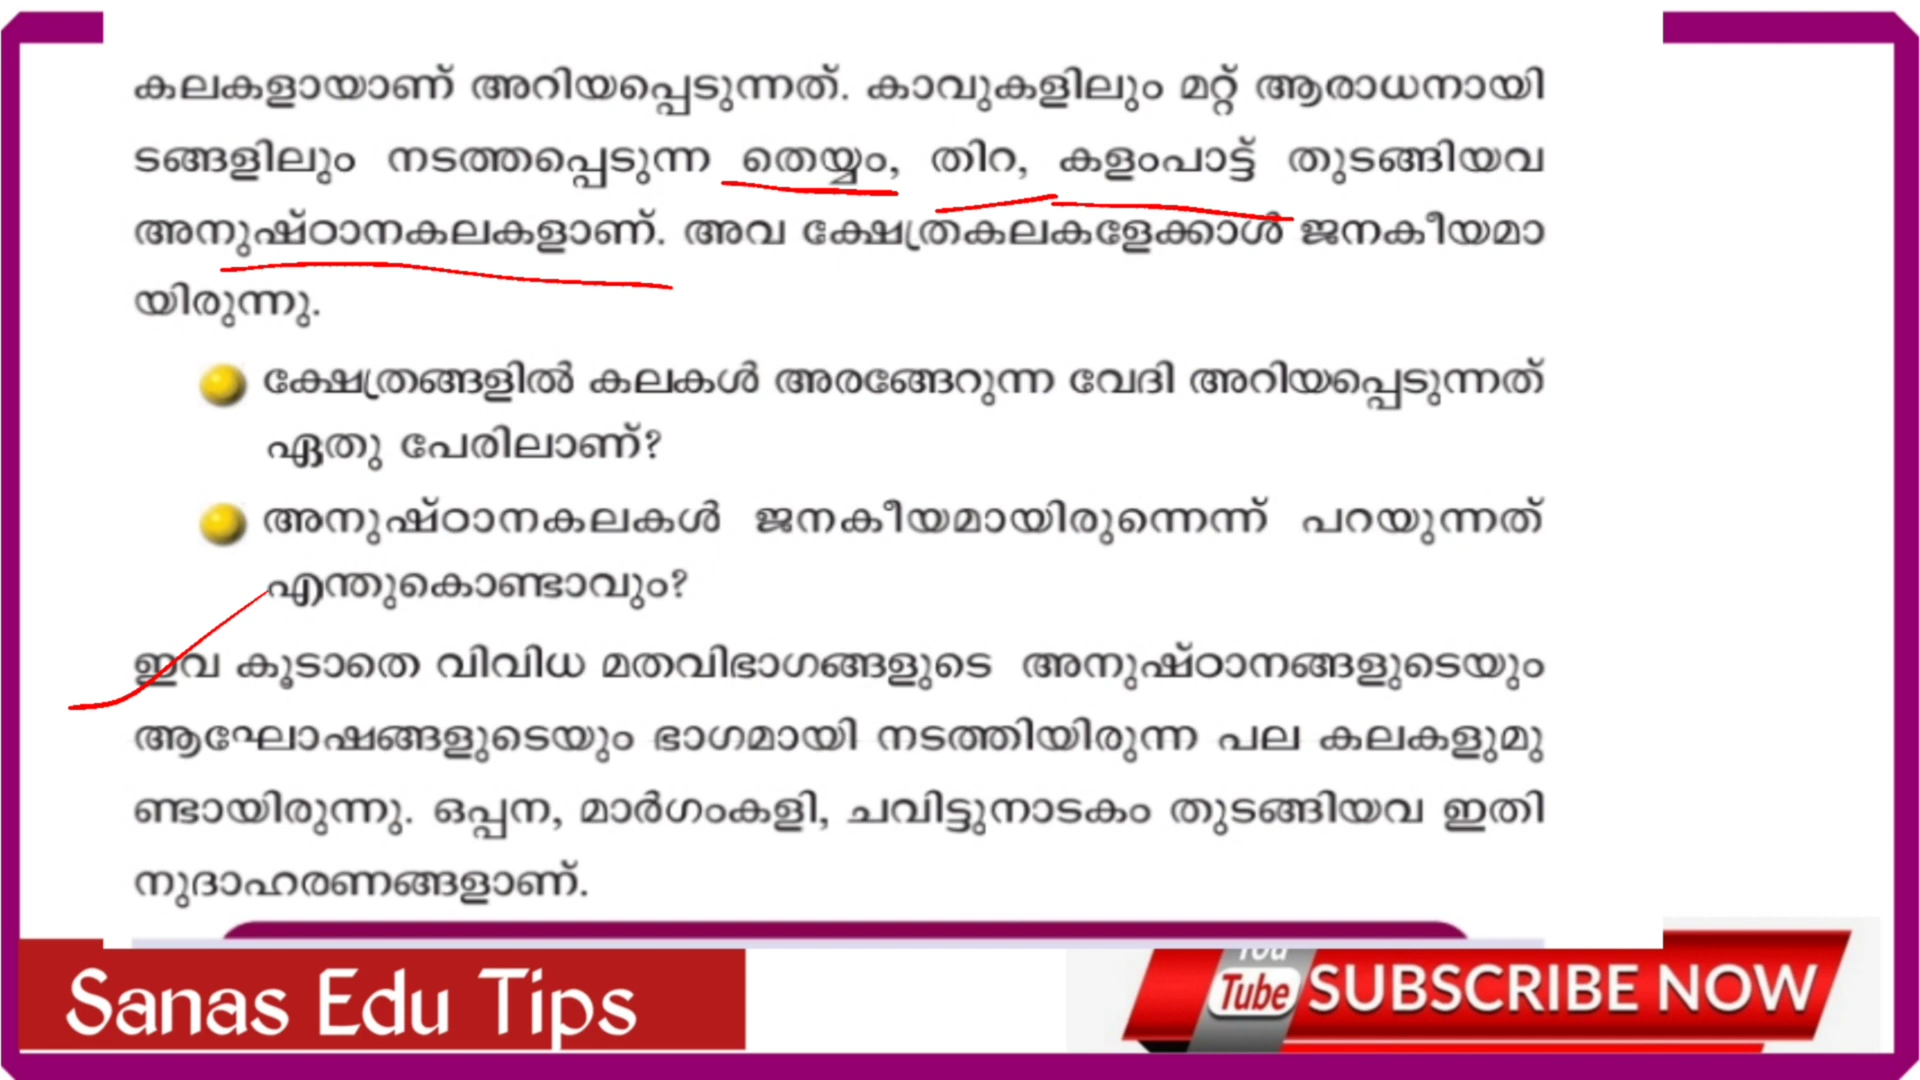 കലകളായാണ് അറിയപ്പെടുന്നത്. കാവുകളിലും മറ്റ് ആരാധനായി
ടങ്ങളിലും നടത്തപ്പെടുന്ന തെയ്യം, തിറ, കളംപാട്ട് തുടങ്ങിയവ
അനുഷ്ഠാനകലകളാണ്. അവ ക്ഷേത്രകലകളേക്കാൾ ജനകീയമാ
യിരുന്നു.
ക്ഷേത്രങ്ങളിൽ കലകൾ അരങ്ങേറുന്ന വേദി അറിയപ്പെടുന്നത്
ഏതു പേരിലാണ്?
അനുഷ്ഠാനകലകൾ ജനകീയമായിരുന്നെന്ന് പറയുന്നത്
എന്തുകൊണ്ടാവും?
ഇവ കൂടാതെ വിവിധ മതവിഭാഗങ്ങളുടെ അനുഷ്ഠാനങ്ങളുടെയും
ആഘോഷങ്ങളുടെയും ഭാഗമായി നടത്തിയിരുന്ന പല കലകളുമു
ണ്ടായിരുന്നു. ഒപ്പന, മാർഗംകളി, ചവിട്ടുനാടകം തുടങ്ങിയവ ഇതി
നുദാഹരണങ്ങളാണ്.
Sanas Edu Tips
You
Tube SUBSCRIBE NOW